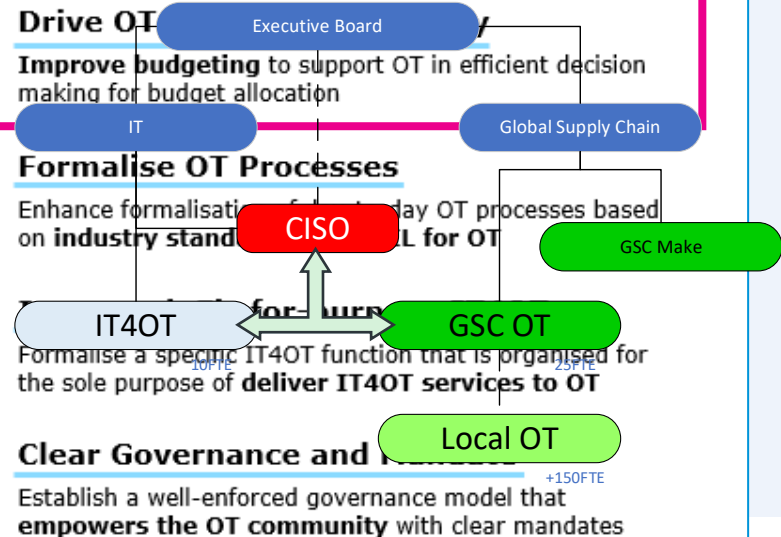 Drive OT
Executive Board
Improve budgeting to support OT in efficient decision
making for budget allocation
IT
Global Supply Chain
Formalise OT Processes
Enhance day OT processes based
on industry for OT
CISO
GSC Make
IT4OT
GSC OT
Formalise a specific IT4OT function that is organised for
10FTE
25FTE
the sole purpose of deliver IT4OT services to OT
Local OT
Clear Governance and
+150FTE
Establish a well-enforced governance model that
empowers the OT community with clear mandates